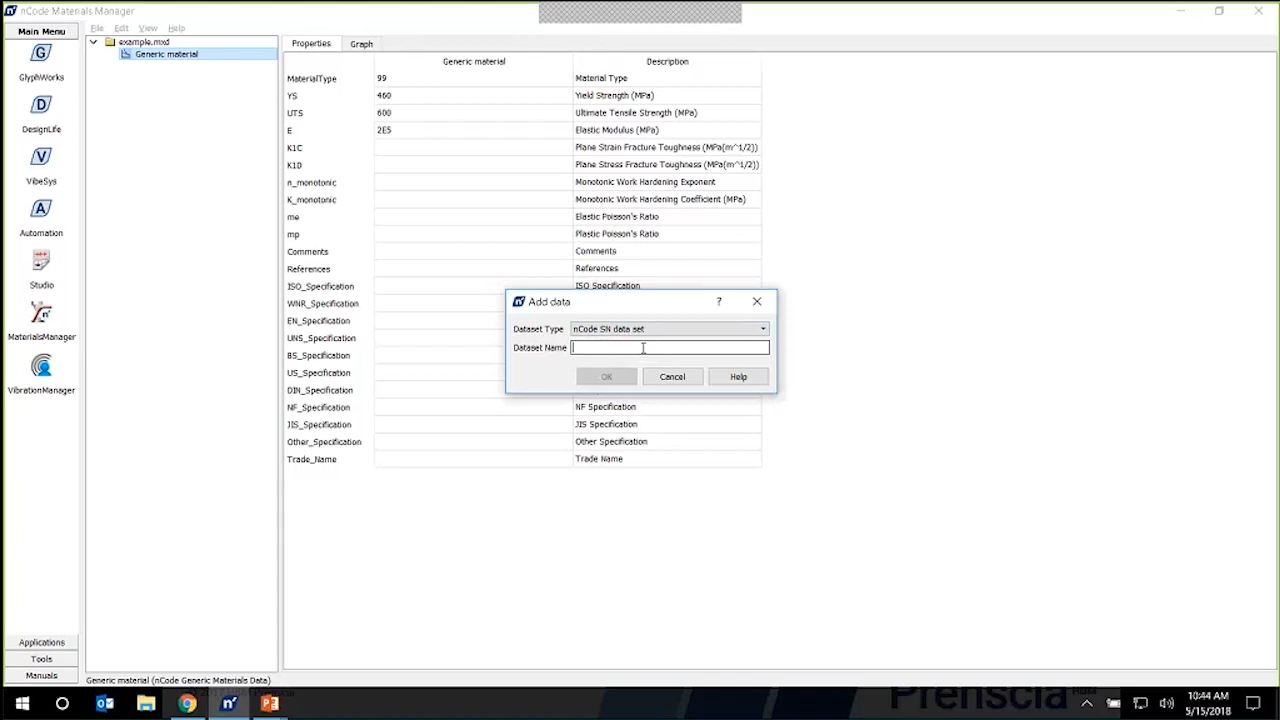 nCode Materials Manager
Main Menu
File Edit View Help
example.mxd
Generic material
GlyphWorks
DesignLife
VibeSys
Automation
Studio
MaterialsManager
VibrationManager
Applications
Tools
Manuals
Properties Graph
Generic material Description
MaterialType 99 Material Type
YS 460 Yield Strength (MPa)
UTS 600 Ultimate Tensile Strength (MPa)
E 2E5 Elastic Modulus (MPa)
K1C Plane Strain Fracture Toughness (MPa(m^1/2))
K1D Plane Stress Fracture Toughness (MPa(m^1/2))
n_monotonic Monotonic Work Hardening Exponent
K_monotonic Monotonic Work Hardening Coefficient (MPa)
me Elastic Poisson's Ratio
mp Plastic Poisson's Ratio
Comments Comments
References References
ISO_Specification ISO Specification
WNR_Specification
EN_Specification
UNS_Specification
BS_Specification
US_Specification
DIN_Specification
NF_Specification NF Specification
JIS_Specification JIS Specification
Other_Specification Other Specification
Trade_Name Trade Name
Add data ?
Dataset Type nCode SN data set
Dataset Name
OK Cancel Help
Generic material (nCode Generic Materials Data)
Prenscia
10:44 AM
5/15/2018